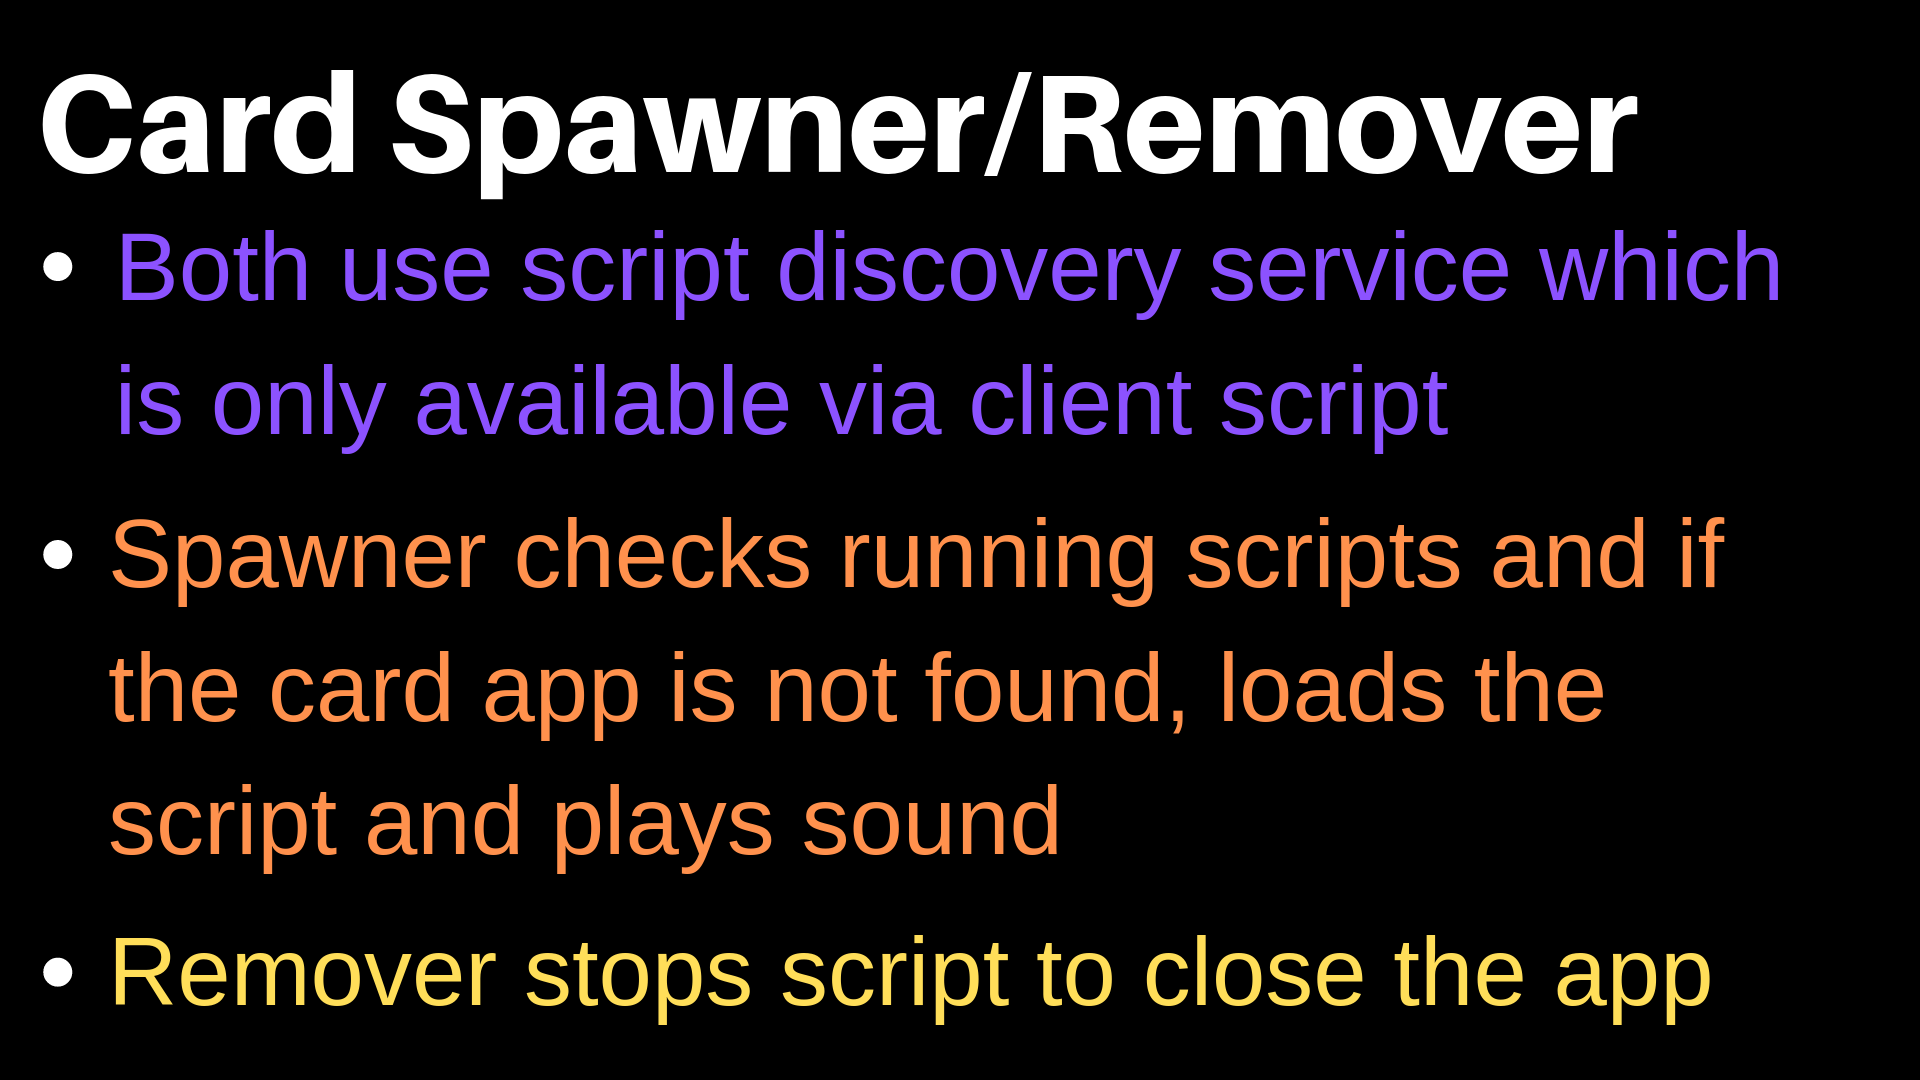 Card Spawner/Remover
• Both use script discovery service which
is only available via client script
• Spawner checks running scripts and if
the card app is not found, loads the
script and plays sound
• Remover stops script to close the app